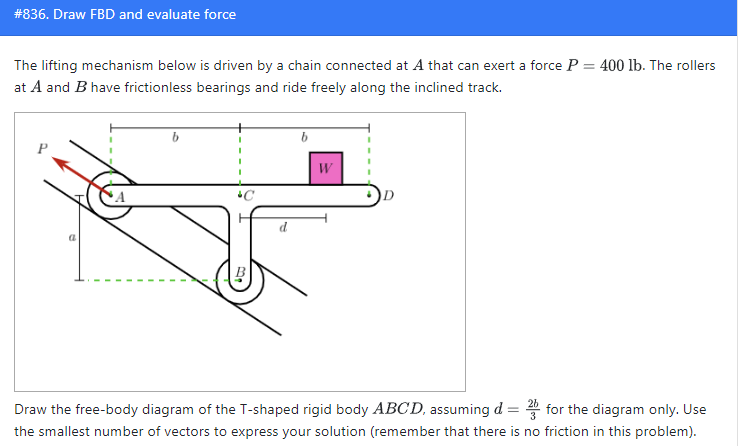 #836. Draw FBD and evaluate force
The lifting mechanism below is driven by a chain connected at A that can exert a force P = 400 lb. The rollers
at A and B have frictionless bearings and ride freely along the inclined track.
b b
P
W
A C D
d
a
B
Draw the free-body diagram of the T-shaped rigid body ABCD, assuming d = 2b/3 for the diagram only. Use
the smallest number of vectors to express your solution (remember that there is no friction in this problem).